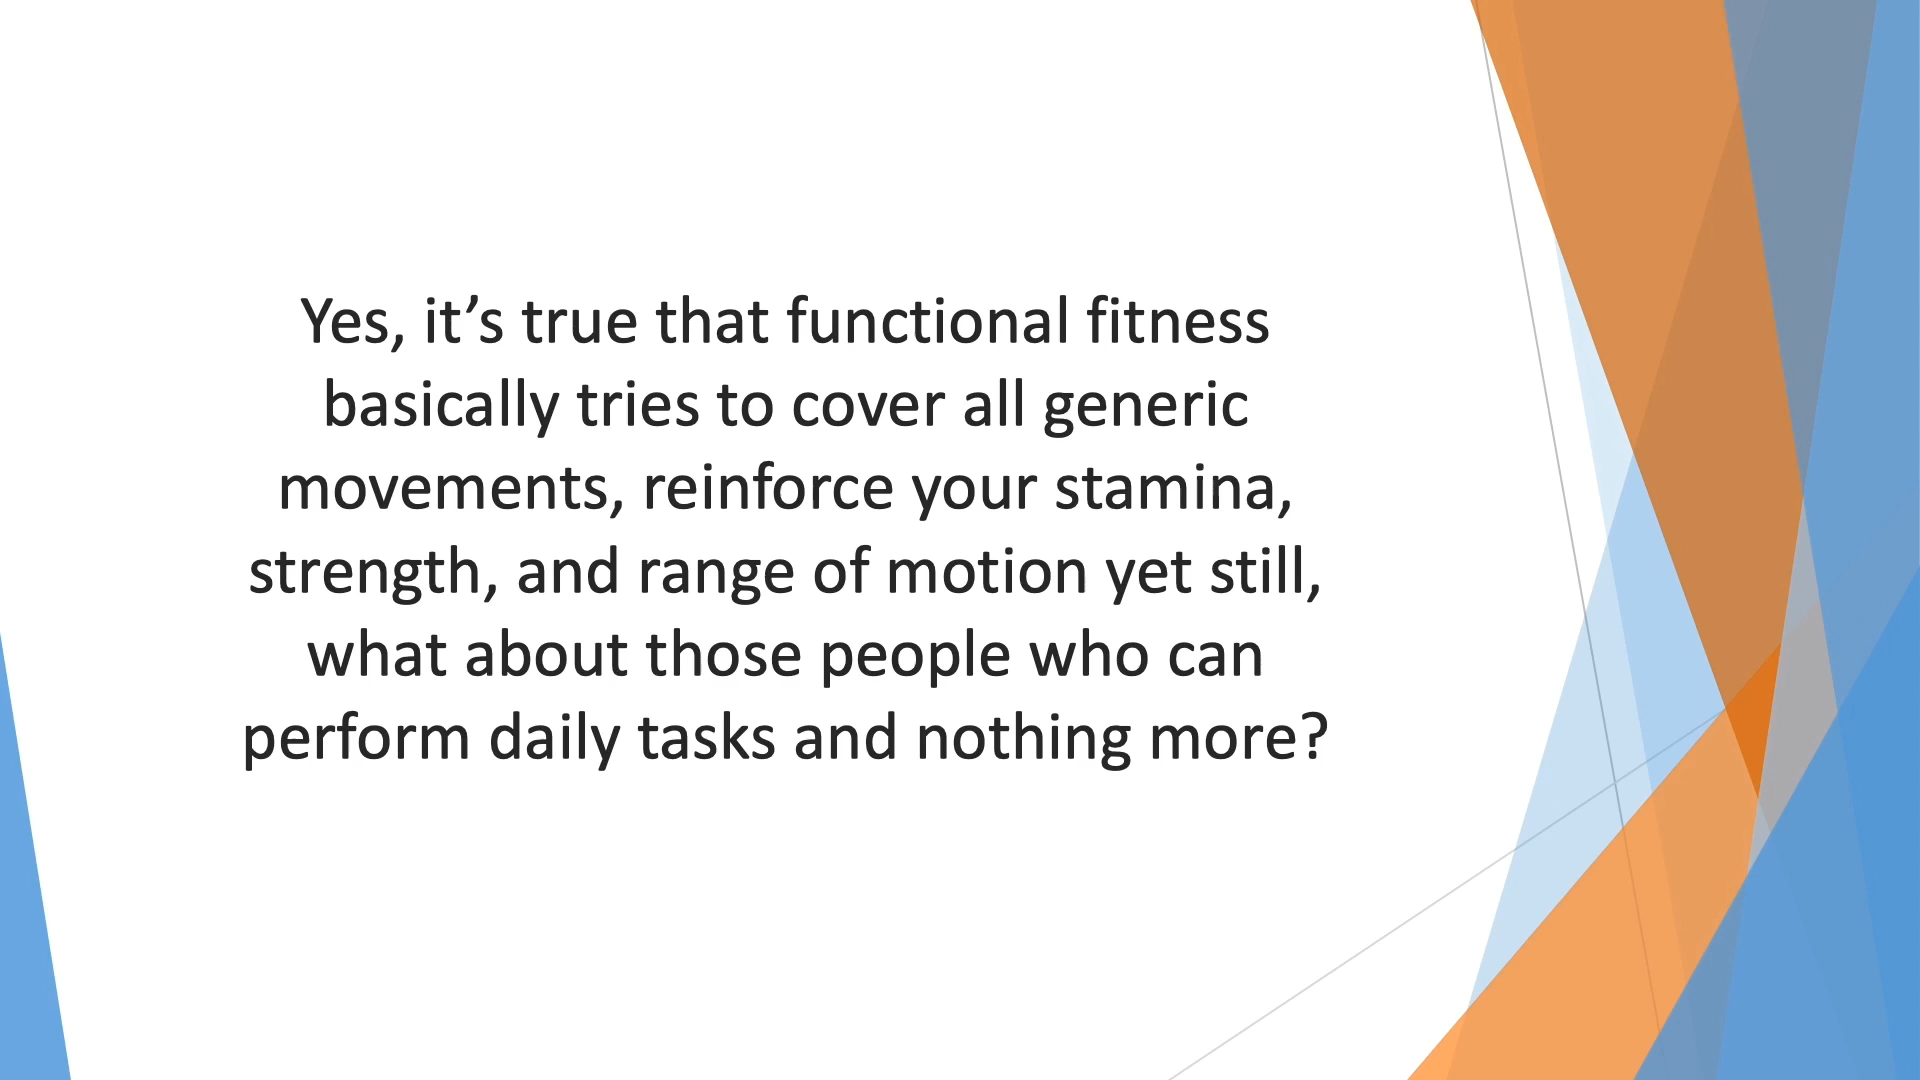 Yes, it’s true that functional fitness
basically tries to cover all generic
movements, reinforce your stamina,
strength, and range of motion yet still,
what about those people who can
perform daily tasks and nothing more?